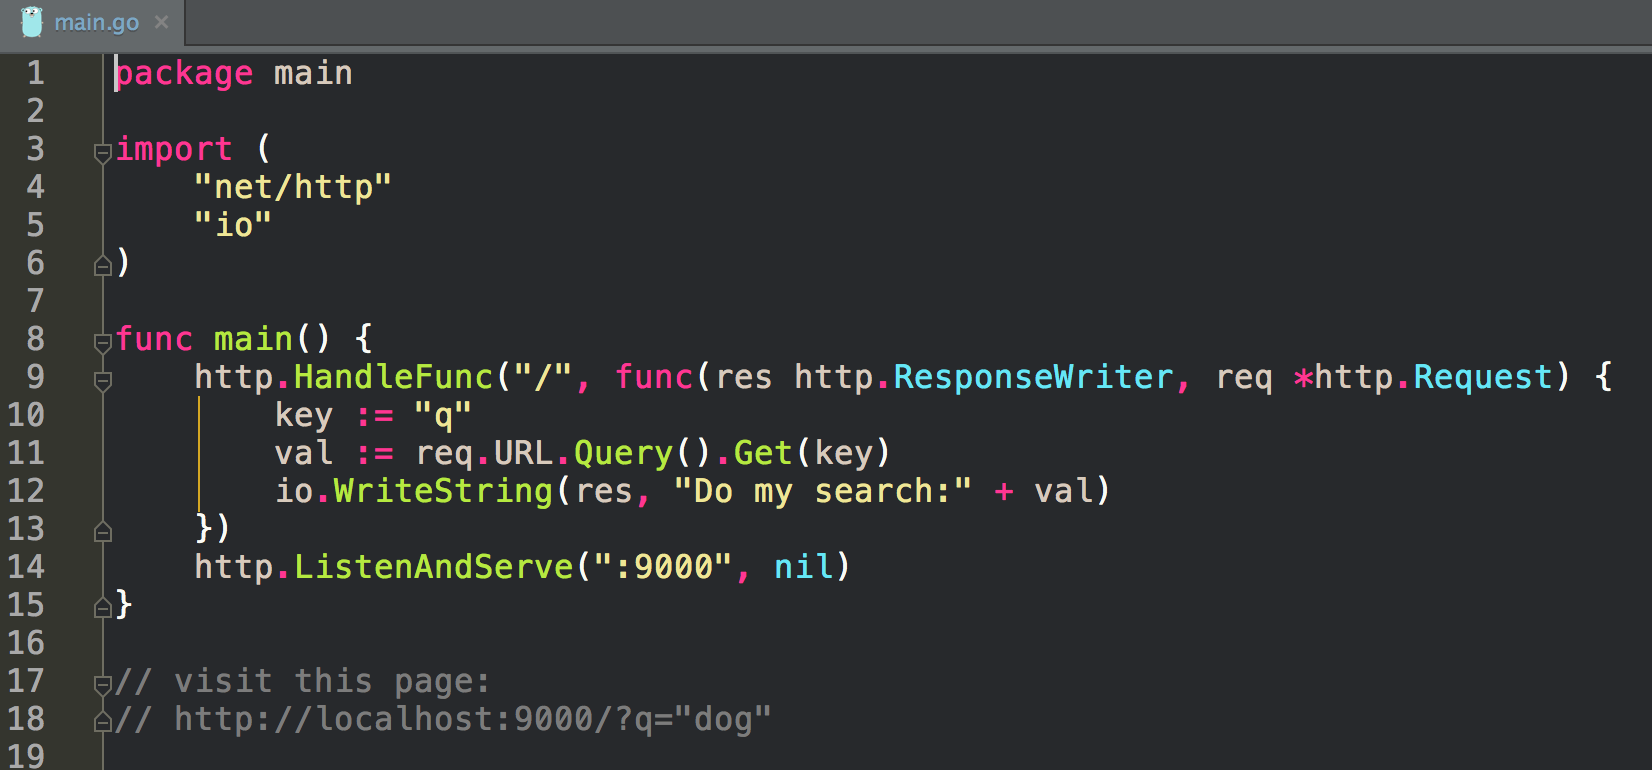 main.go ×
1 package main
2
3 import (
4     "net/http"
5     "io"
6 )
7
8 func main() {
9     http.HandleFunc("/", func(res http.ResponseWriter, req *http.Request) {
10         key := "q"
11         val := req.URL.Query().Get(key)
12         io.WriteString(res, "Do my search:" + val)
13     })
14     http.ListenAndServe(":9000", nil)
15 }
16
17 // visit this page:
18 // http://localhost:9000/?q="dog"
19